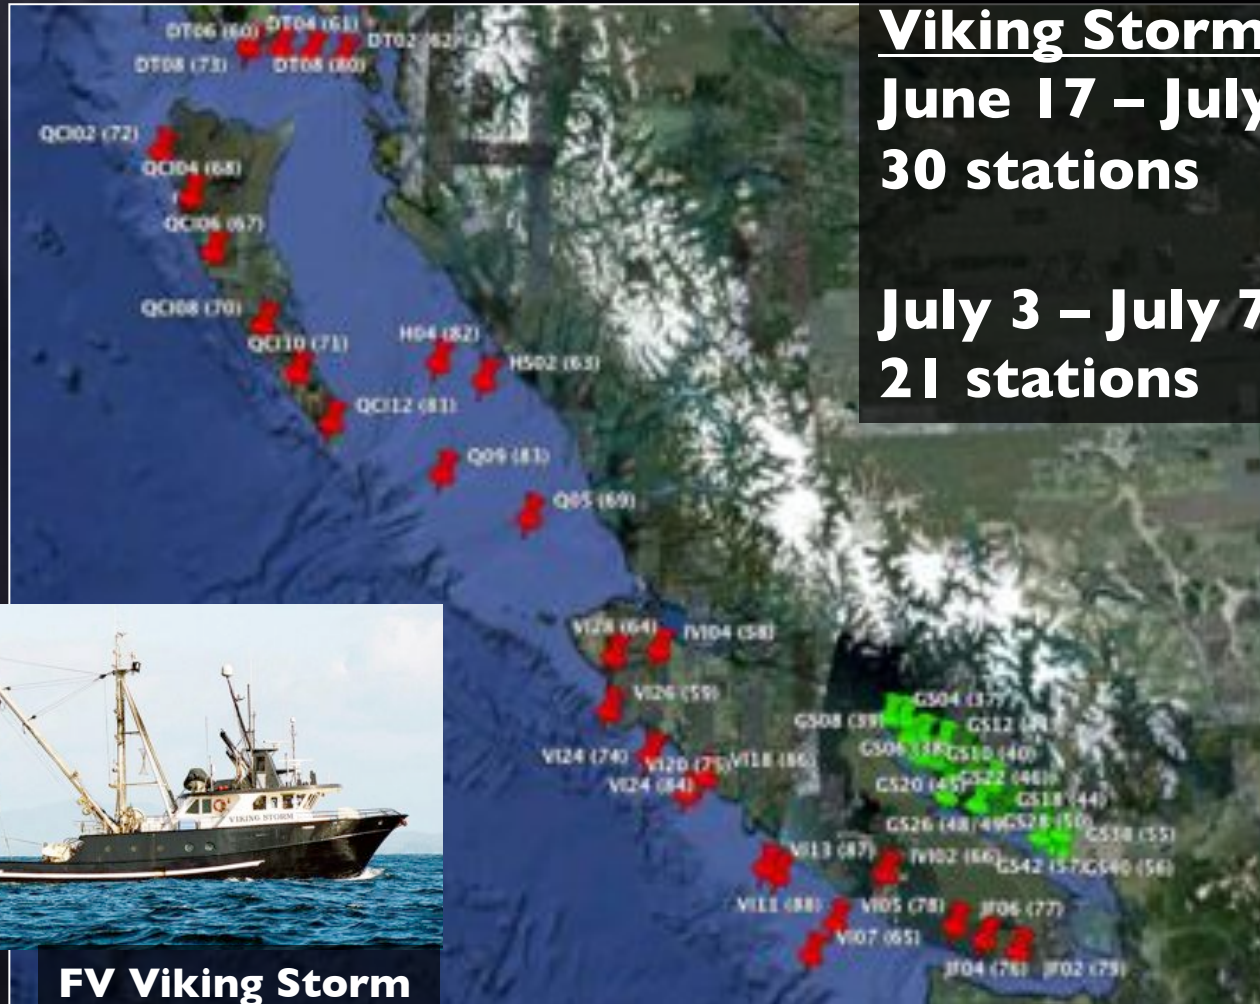 Viking Storm
June 17 – July
30 stations
July 3 – July 7
21 stations
DT06 (60)
DT04 (61)
DT02 (62)
DT08 (73)
DT08 (80)
QCI02 (72)
QCI04 (68)
QCI06 (67)
QCI08 (70)
QCI10 (71)
QCI12 (81)
H04 (82)
HS02 (63)
Q09 (83)
Q05 (69)
VI28 (64)
IVI04 (58)
VI26 (59)
VI24 (74)
VI20 (75)
VI18 (86)
VI24 (84)
GS04 (37)
GS08 (39)
GS12
GS06 (38)
GS10 (40)
GS20 (45)
GS22 (46)
GS18 (44)
GS26 (48/49)
GS28 (50)
GS38 (55)
VI13 (87)
IVI02 (66)
GS42 (57)
GS40 (56)
VI11 (88)
VI05 (78)
JF06 (77)
VI07 (65)
JF04 (76)
JF02 (79)
VIKING STORM
FV Viking Storm